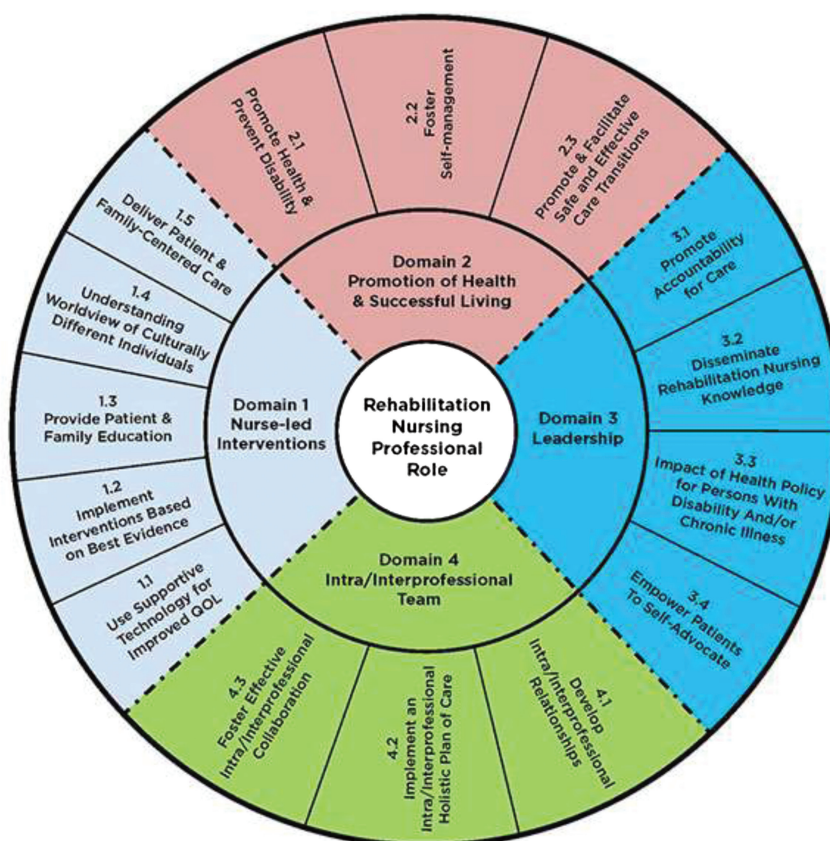 Rehabilitation
Nursing
Professional
Role
Domain 1
Nurse-led
Interventions
1.1
Use Supportive
Technology for
Improved QOL
1.2
Implement
Interventions Based
on Best Evidence
1.3
Provide Patient &
Family Education
1.4
Understanding
Worldview of Culturally
Different Individuals
1.5
Deliver Patient &
Family-Centered Care
Domain 2
Promotion of Health
& Successful Living
2.1
Promote Health &
Prevent Disability
2.2
Foster
Self-management
2.3
Promote & Facilitate
Safe and Effective
Care Transitions
Domain 3
Leadership
3.1
Promote
Accountability
for Care
3.2
Disseminate
Rehabilitation Nursing
Knowledge
3.3
Impact of Health Policy
for Persons With
Disability And/or
Chronic Illness
3.4
Empower Patients
To Self-Advocate
Domain 4
Intra/Interprofessional
Team
4.1
Develop
Intra/Interprofessional
Relationships
4.2
Implement an
Intra/Interprofessional
Holistic Plan of Care
4.3
Foster Effective
Intra/Interprofessional
Collaboration